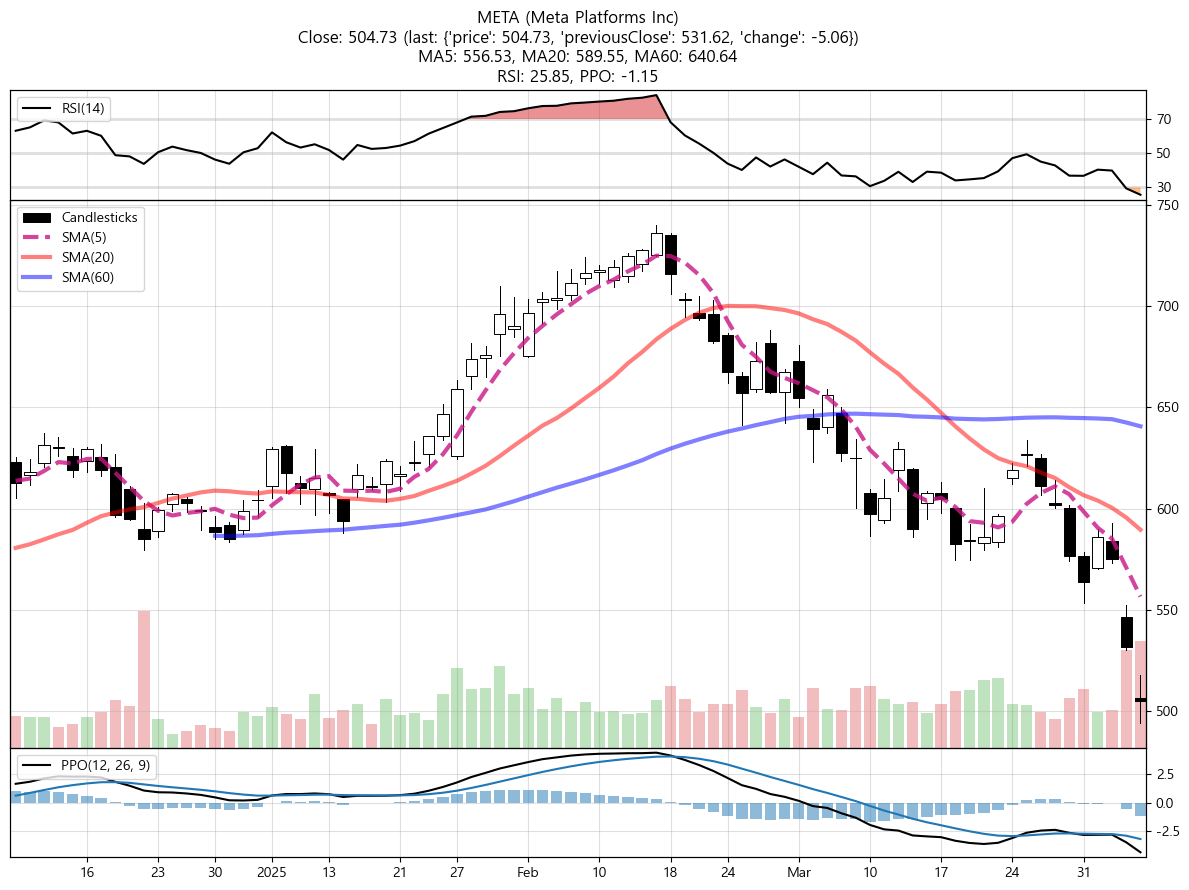 META (Meta Platforms Inc)
Close: 504.73 (last: {'price': 504.73, 'previousClose': 531.62, 'change': -5.06})
MA5: 556.53, MA20: 589.55, MA60: 640.64
RSI: 25.85, PPO: -1.15
RSI(14)
70
50
30
Candlesticks
SMA(5)
SMA(20)
SMA(60)
750
700
650
600
550
500
PPO(12, 26, 9)
2.5
0.0
−2.5
16 23 30 2025 13 21 27 Feb 10 18 24 Mar 10 17 24 31